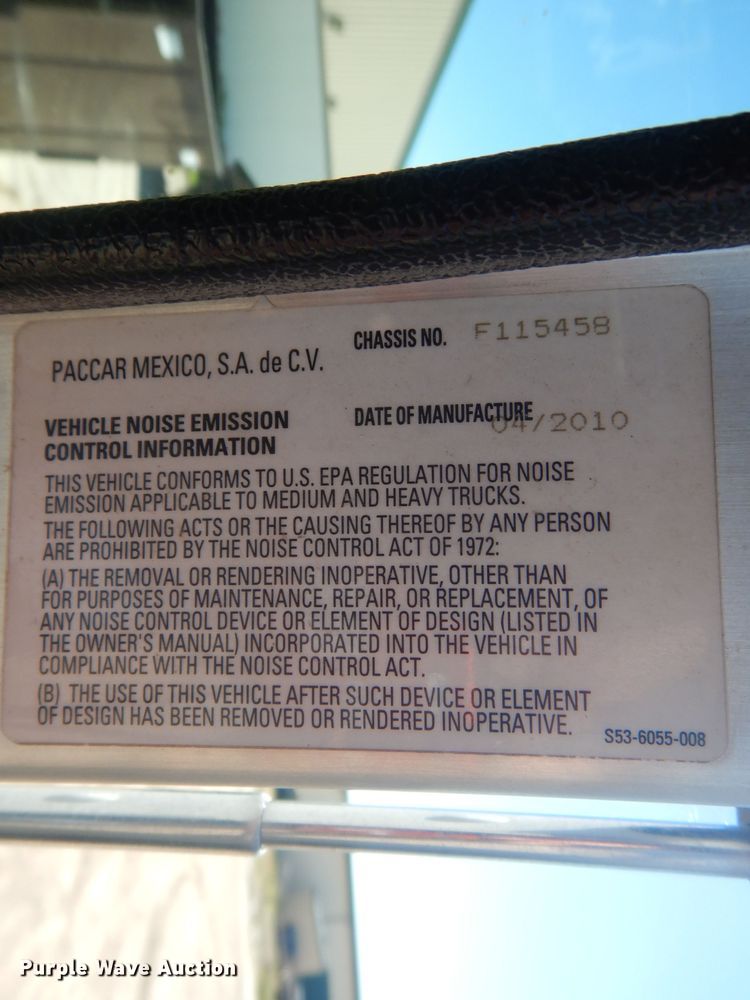 PACCAR MEXICO, S.A. de C.V.
CHASSIS NO. F115458
VEHICLE NOISE EMISSION
CONTROL INFORMATION
DATE OF MANUFACTURE 04/2010
THIS VEHICLE CONFORMS TO U.S. EPA REGULATION FOR NOISE
EMISSION APPLICABLE TO MEDIUM AND HEAVY TRUCKS.
THE FOLLOWING ACTS OR THE CAUSING THEREOF BY ANY PERSON
ARE PROHIBITED BY THE NOISE CONTROL ACT OF 1972:
(A) THE REMOVAL OR RENDERING INOPERATIVE, OTHER THAN
FOR PURPOSES OF MAINTENANCE, REPAIR, OR REPLACEMENT, OF
ANY NOISE CONTROL DEVICE OR ELEMENT OF DESIGN (LISTED IN
THE OWNER'S MANUAL) INCORPORATED INTO THE VEHICLE IN
COMPLIANCE WITH THE NOISE CONTROL ACT.
(B) THE USE OF THIS VEHICLE AFTER SUCH DEVICE OR ELEMENT
OF DESIGN HAS BEEN REMOVED OR RENDERED INOPERATIVE.
S53-6055-008
Purple Wave Auction